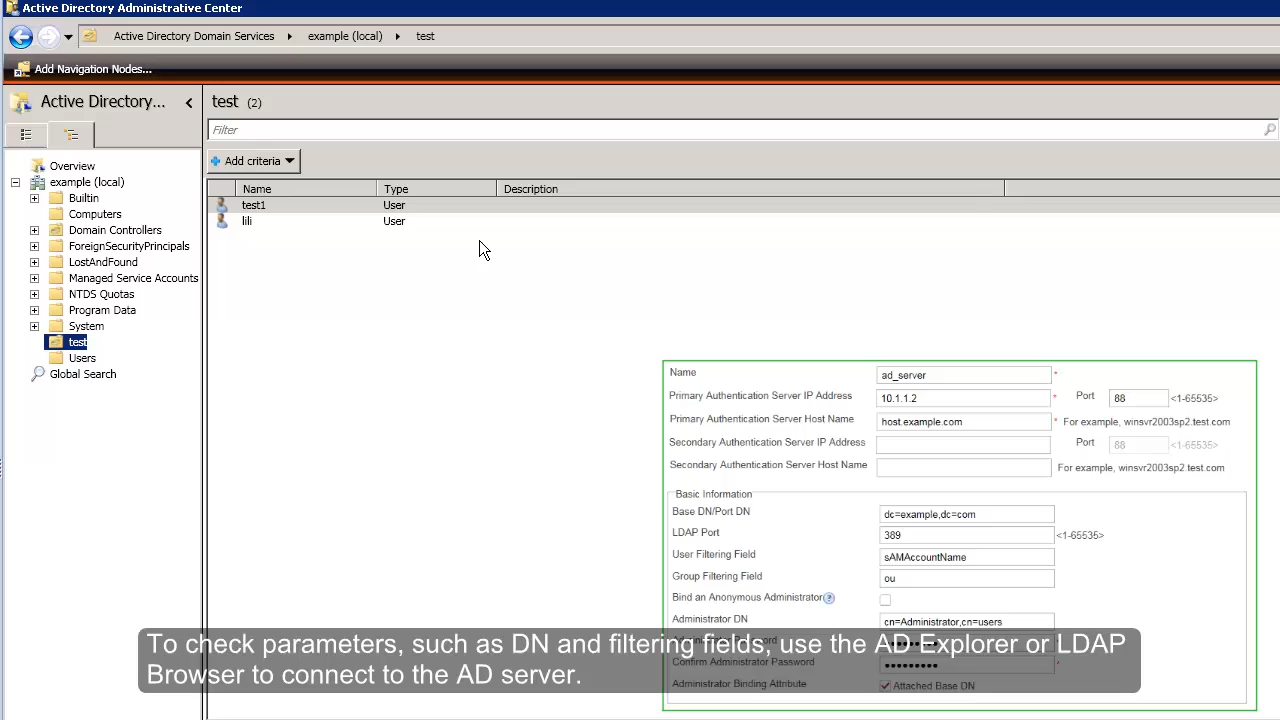 Active Directory Administrative Center
Active Directory Domain Services example (local) test
Add Navigation Nodes...
Active Directory...
test (2)
Filter
Add criteria
Name Type Description
test1 User
lili User
Overview
example (local)
Builtin
Computers
Domain Controllers
ForeignSecurityPrincipals
LostAndFound
Managed Service Accounts
NTDS Quotas
Program Data
System
test
Users
Global Search
Name ad_server *
Primary Authentication Server IP Address 10.1.1.2 * Port 88 <1-65535>
Primary Authentication Server Host Name host.example.com * For example, winsvr2003sp2.test.com
Secondary Authentication Server IP Address Port 88 <1-65535>
Secondary Authentication Server Host Name For example, winsvr2003sp2.test.com
Basic Information
Base DN/Port DN dc=example,dc=com
LDAP Port 389 <1-65535>
User Filtering Field sAMAccountName
Group Filtering Field ou
Bind an Anonymous Administrator ?
Administrator DN cn=Administrator,cn=users
Confirm Administrator Password ●●●●●●●●● *
Administrator Binding Attribute Attached Base DN
To check parameters, such as DN and filtering fields, use the AD Explorer or LDAP
Browser to connect to the AD server.